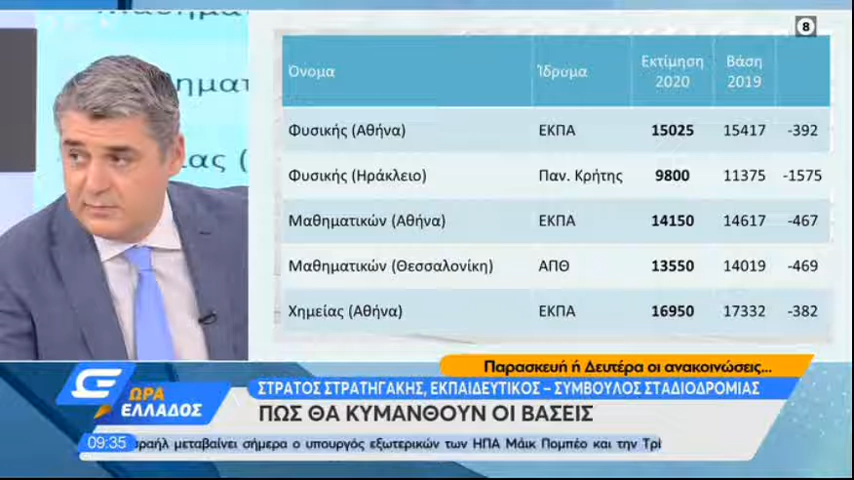 8
Όνομα Ίδρυμα Εκτίμηση 2020 Βάση 2019
Φυσικής (Αθήνα) ΕΚΠΑ 15025 15417 -392
Φυσικής (Ηράκλειο) Παν. Κρήτης 9800 11375 -1575
Μαθηματικών (Αθήνα) ΕΚΠΑ 14150 14617 -467
Μαθηματικών (Θεσσαλονίκη) ΑΠΘ 13550 14019 -469
Χημείας (Αθήνα) ΕΚΠΑ 16950 17332 -382
Παρασκευή ή Δευτέρα οι ανακοινώσεις...
ΣΤΡΑΤΟΣ ΣΤΡΑΤΗΓΑΚΗΣ, ΕΚΠΑΙΔΕΥΤΙΚΟΣ – ΣΥΜΒΟΥΛΟΣ ΣΤΑΔΙΟΔΡΟΜΙΑΣ
ΩΡΑ
ΕΛΛΑΔΟΣ
ΠΩΣ ΘΑ ΚΥΜΑΝΘΟΥΝ ΟΙ ΒΑΣΕΙΣ
09:35 ραήλ μεταβαίνει σήμερα ο υπουργός εξωτερικών των ΗΠΑ Μάικ Πομπέο και την Τρί